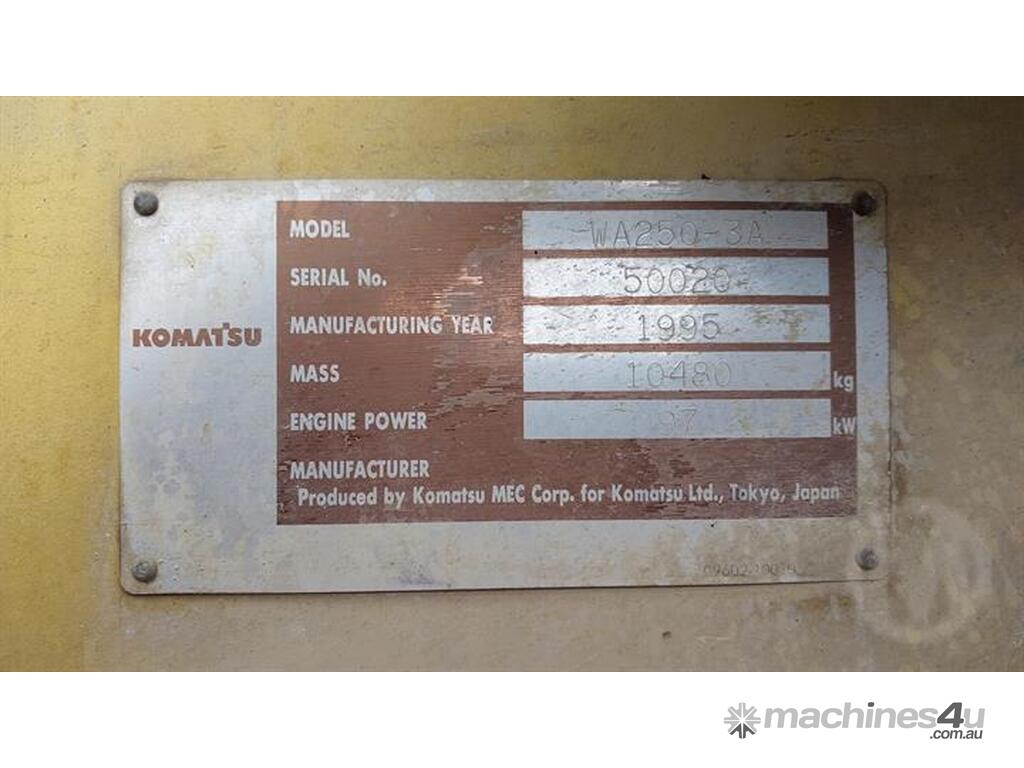 MODEL WA250-3A
SERIAL No. 50020
KOMATSU
MANUFACTURING YEAR 1995
MASS 10480 kg
ENGINE POWER 97 kW
MANUFACTURER
Produced by Komatsu MEC Corp. for Komatsu Ltd., Tokyo, Japan
machines4u
.com.au